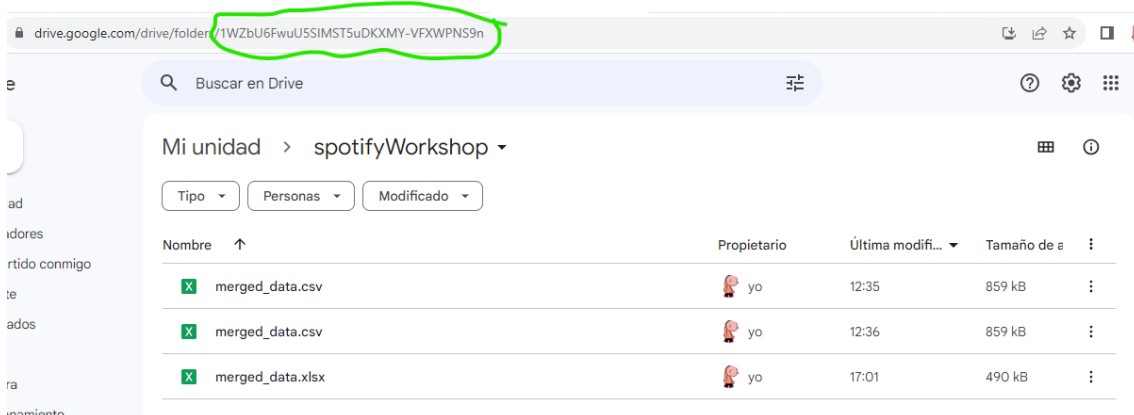 drive.google.com/drive/folders/1WZbU6FwuU5SIMST5uDKXMY-VFXWPNS9n
e
Buscar en Drive
Mi unidad > spotifyWorkshop
Tipo Personas Modificado
ad
adores
rtido conmigo
te
ados
ra
Nombre Propietario Última modifi... Tamaño de a
merged_data.csv yo 12:35 859 kB
merged_data.csv yo 12:36 859 kB
merged_data.xlsx yo 17:01 490 kB